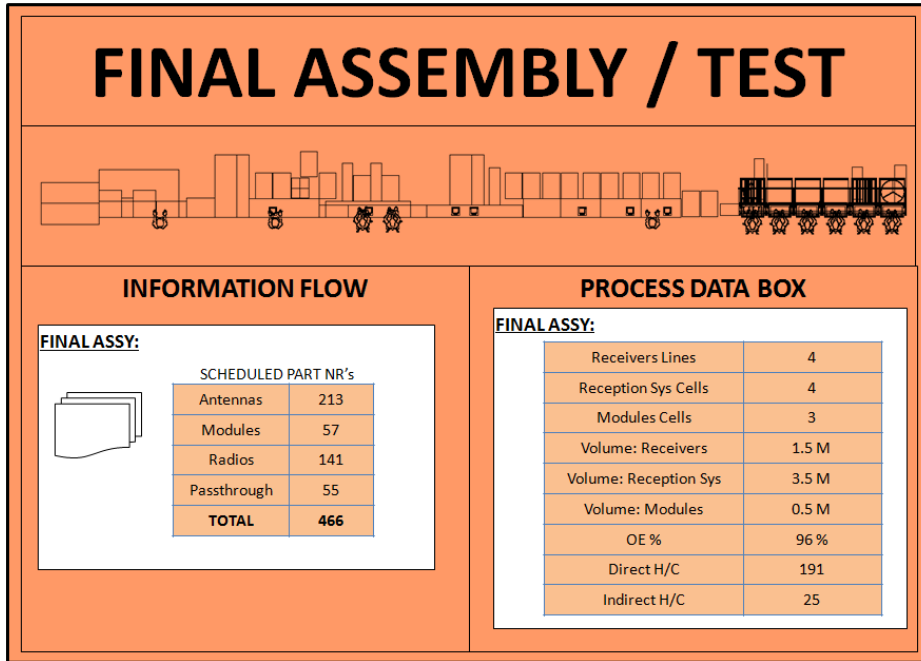 FINAL ASSEMBLY / TEST
INFORMATION FLOW
FINAL ASSY:
SCHEDULED PART NR's
Antennas 213
Modules 57
Radios 141
Passthrough 55
TOTAL 466
PROCESS DATA BOX
FINAL ASSY:
Receivers Lines 4
Reception Sys Cells 4
Modules Cells 3
Volume: Receivers 1.5 M
Volume: Reception Sys 3.5 M
Volume: Modules 0.5 M
OE % 96 %
Direct H/C 191
Indirect H/C 25